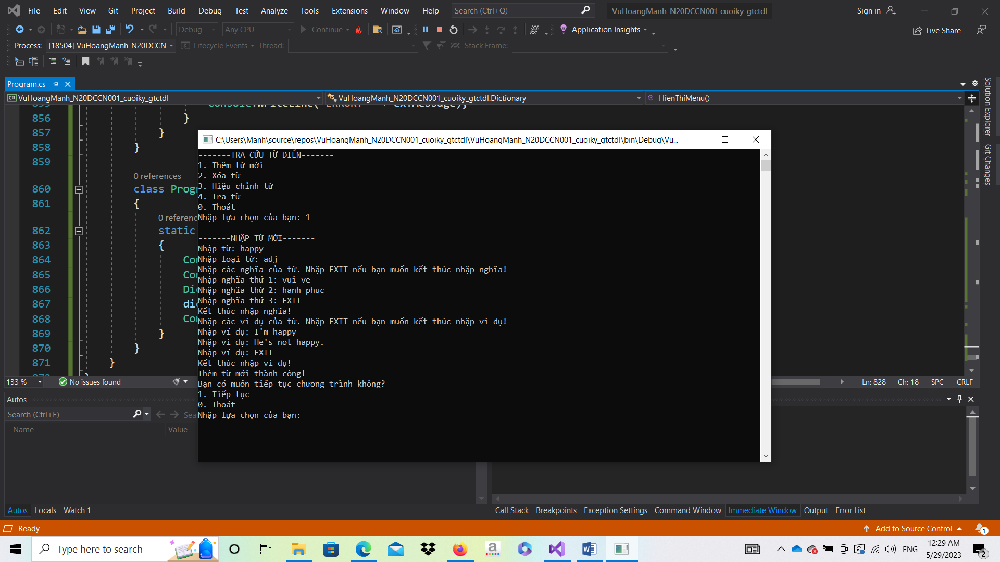 File Edit View Git Project Build Debug Test Analyze Tools Extensions Window Help Search (Ctrl+Q) VuHoangManh_N20DCCN001_cuoiky_gtctdl Sign in
Debug Any CPU Continue Application Insights Live Share
Process: [18504] VuHoangManh_N20DCCN Lifecycle Events Thread: Stack Frame:
Program.cs
VuHoangManh_N20DCCN001_cuoiky_gtctdl VuHoangManh_N20DCCN001_cuoiky_gtctdl.Dictionary HienThiMenu()
Solution Explorer
Git Changes
856 }
857 }
858 }
859
0 references
860 class Progr
861 {
0 referenc
862 static
863 {
864 Con
865 Con
866 Dic
867 dic
868 Con
869 }
870 }
871 }
C:\Users\Manh\source\repos\VuHoangManh_N20DCCN001_cuoiky_gtctdl\VuHoangManh_N20DCCN001_cuoiky_gtctdl\bin\Debug\Vu...
-------TRA CỨU TỪ ĐIỂN-------
1. Thêm từ mới
2. Xóa từ
3. Hiệu chỉnh từ
4. Tra từ
0. Thoát
Nhập lựa chọn của bạn: 1
-------NHẬP TỪ MỚI-------
Nhập từ: happy
Nhập loại từ: adj
Nhập các nghĩa của từ. Nhập EXIT nếu bạn muốn kết thúc nhập nghĩa!
Nhập nghĩa thứ 1: vui ve
Nhập nghĩa thứ 2: hanh phuc
Nhập nghĩa thứ 3: EXIT
Kết thúc nhập nghĩa!
Nhập các ví dụ của từ. Nhập EXIT nếu bạn muốn kết thúc nhập ví dụ!
Nhập ví dụ: I'm happy
Nhập ví dụ: He's not happy.
Nhập ví dụ: EXIT
Kết thúc nhập ví dụ!
Thêm từ mới thành công!
Bạn có muốn tiếp tục chương trình không?
1. Tiếp tục
0. Thoát
Nhập lựa chọn của bạn:
133 % No issues found Ln: 828 Ch: 18 SPC CRLF
Autos
Search (Ctrl+E)
Name Value
Autos Locals Watch 1
Call Stack Breakpoints Exception Settings Command Window Immediate Window Output Error List
Ready Add to Source Control 1
Type here to search ENG 12:29 AM
5/29/2023 2